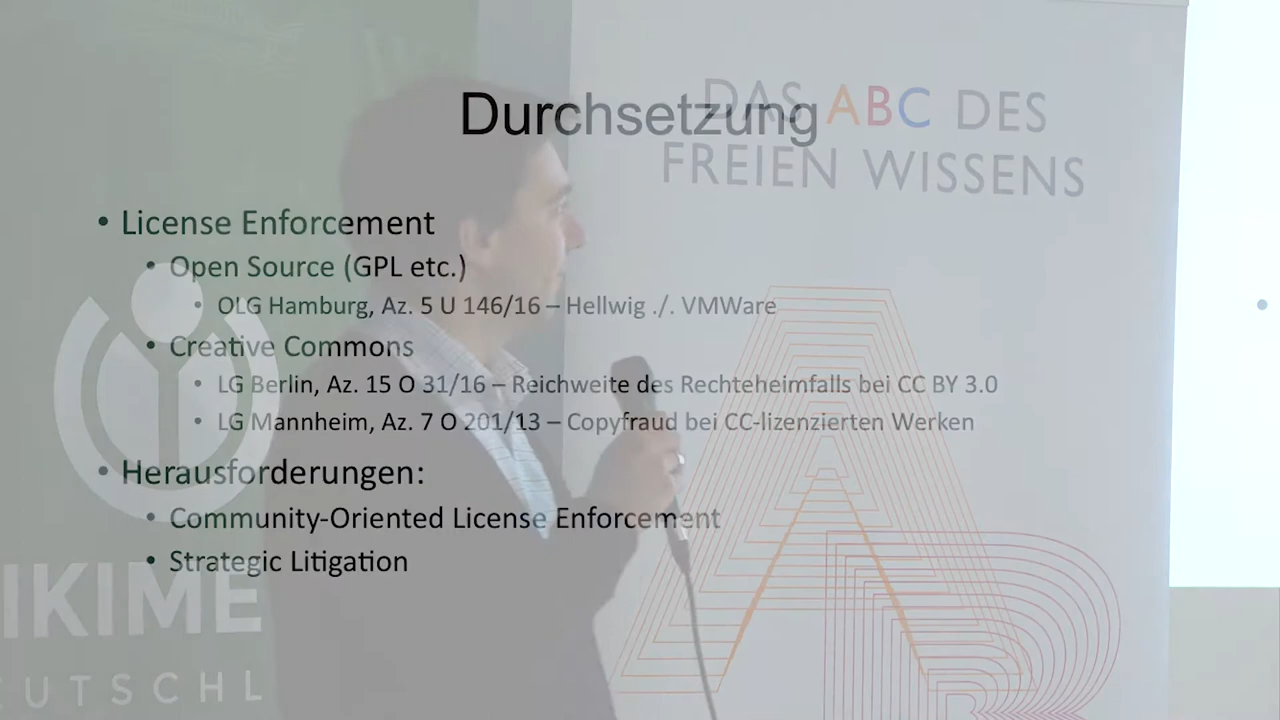 Durchsetzung
DAS ABC DES
FREIEN WISSENS
• License Enforcement
• Open Source (GPL etc.)
• OLG Hamburg, Az. 5 U 146/16 – Hellwig ./. VMWare
• Creative Commons
• LG Berlin, Az. 15 O 31/16 – Reichweite des Rechteheimfalls bei CC BY 3.0
• LG Mannheim, Az. 7 O 201/13 – Copyfraud bei CC-lizenzierten Werken
• Herausforderungen:
• Community-Oriented License Enforcement
• Strategic Litigation
IKIME
EUTSCHL
A
B